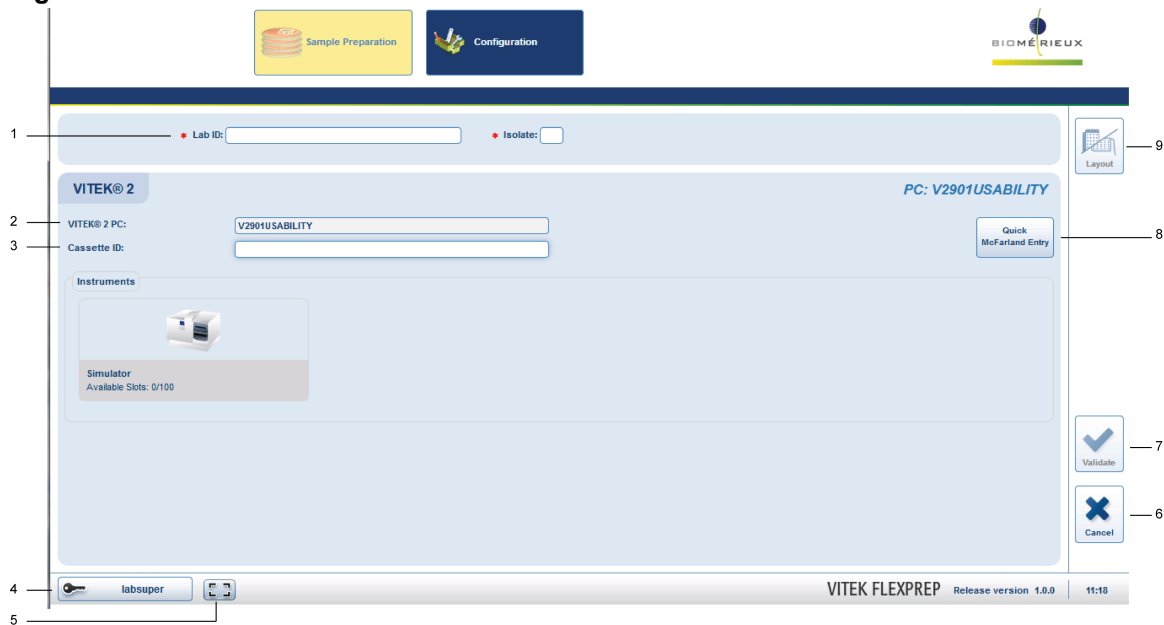 Sample Preparation
Configuration
BIOMÉRIEUX
1
* Lab ID:
* Isolate:
9
Layout
VITEK® 2
PC: V2901USABILITY
2
VITEK® 2 PC:
V2901USABILITY
Quick
McFarland Entry
8
3
Cassette ID:
Instruments
Simulator
Available Slots: 0/100
7
Validate
6
Cancel
4
labsuper
VITEK FLEXPREP
Release version 1.0.0
11:18
5